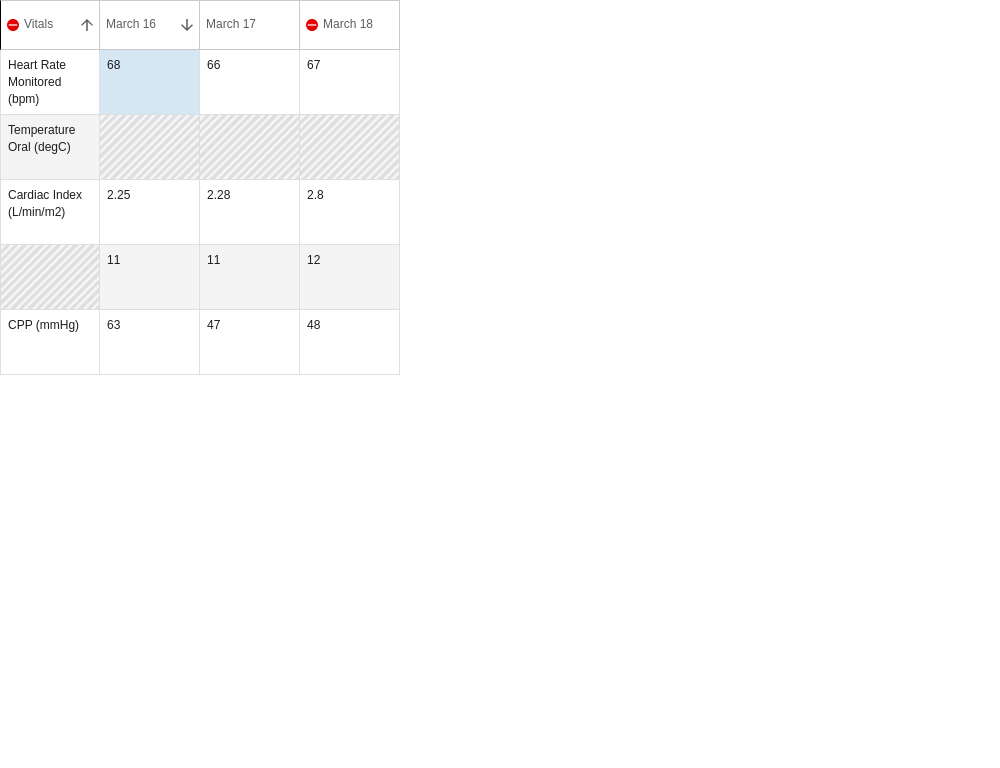 Vitals March 16 March 17 March 18
Heart Rate 68 66 67
Monitored
(bpm)
Temperature
Oral (degC)
Cardiac Index 2.25 2.28 2.8
(L/min/m2)
11 11 12
CPP (mmHg) 63 47 48